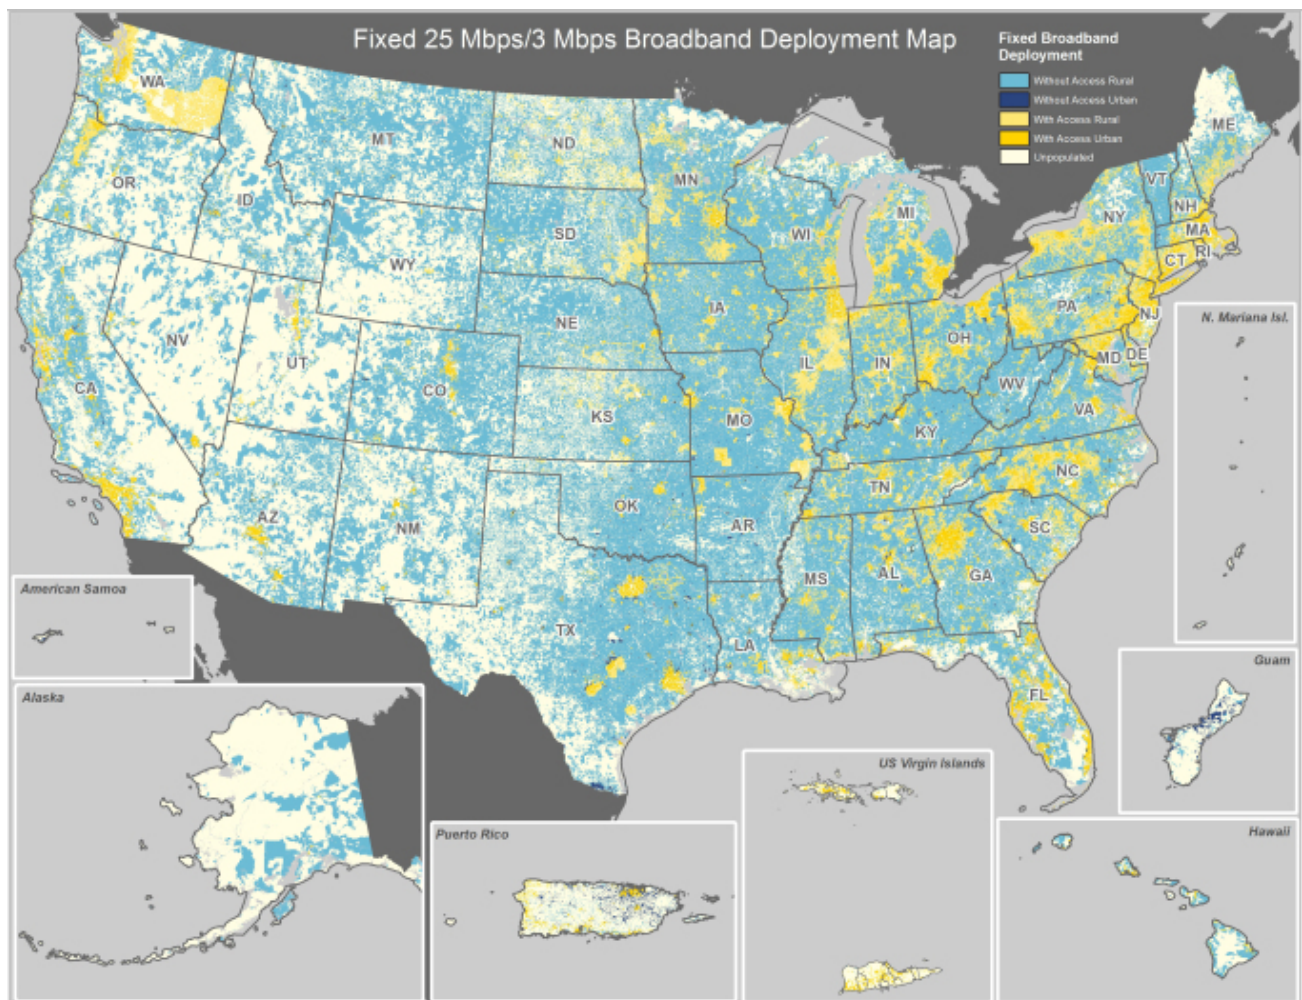 Fixed 25 Mbps/3 Mbps Broadband Deployment Map
Fixed Broadband
Deployment
Without Access Rural
Without Access Urban
With Access Rural
With Access Urban
Unpopulated
WA
MT
ND
MN
ME
VT
NH
OR
ID
SD
WI
MI
NY
MA
RI
CT
WY
IA
PA
NJ
NE
NV
UT
CO
IL
IN
OH
MD
DE
WV
VA
CA
KS
MO
KY
NC
TN
AZ
NM
OK
AR
SC
MS
AL
GA
TX
LA
FL
N. Mariana Isl.
American Samoa
Guam
Alaska
US Virgin Islands
Puerto Rico
Hawaii